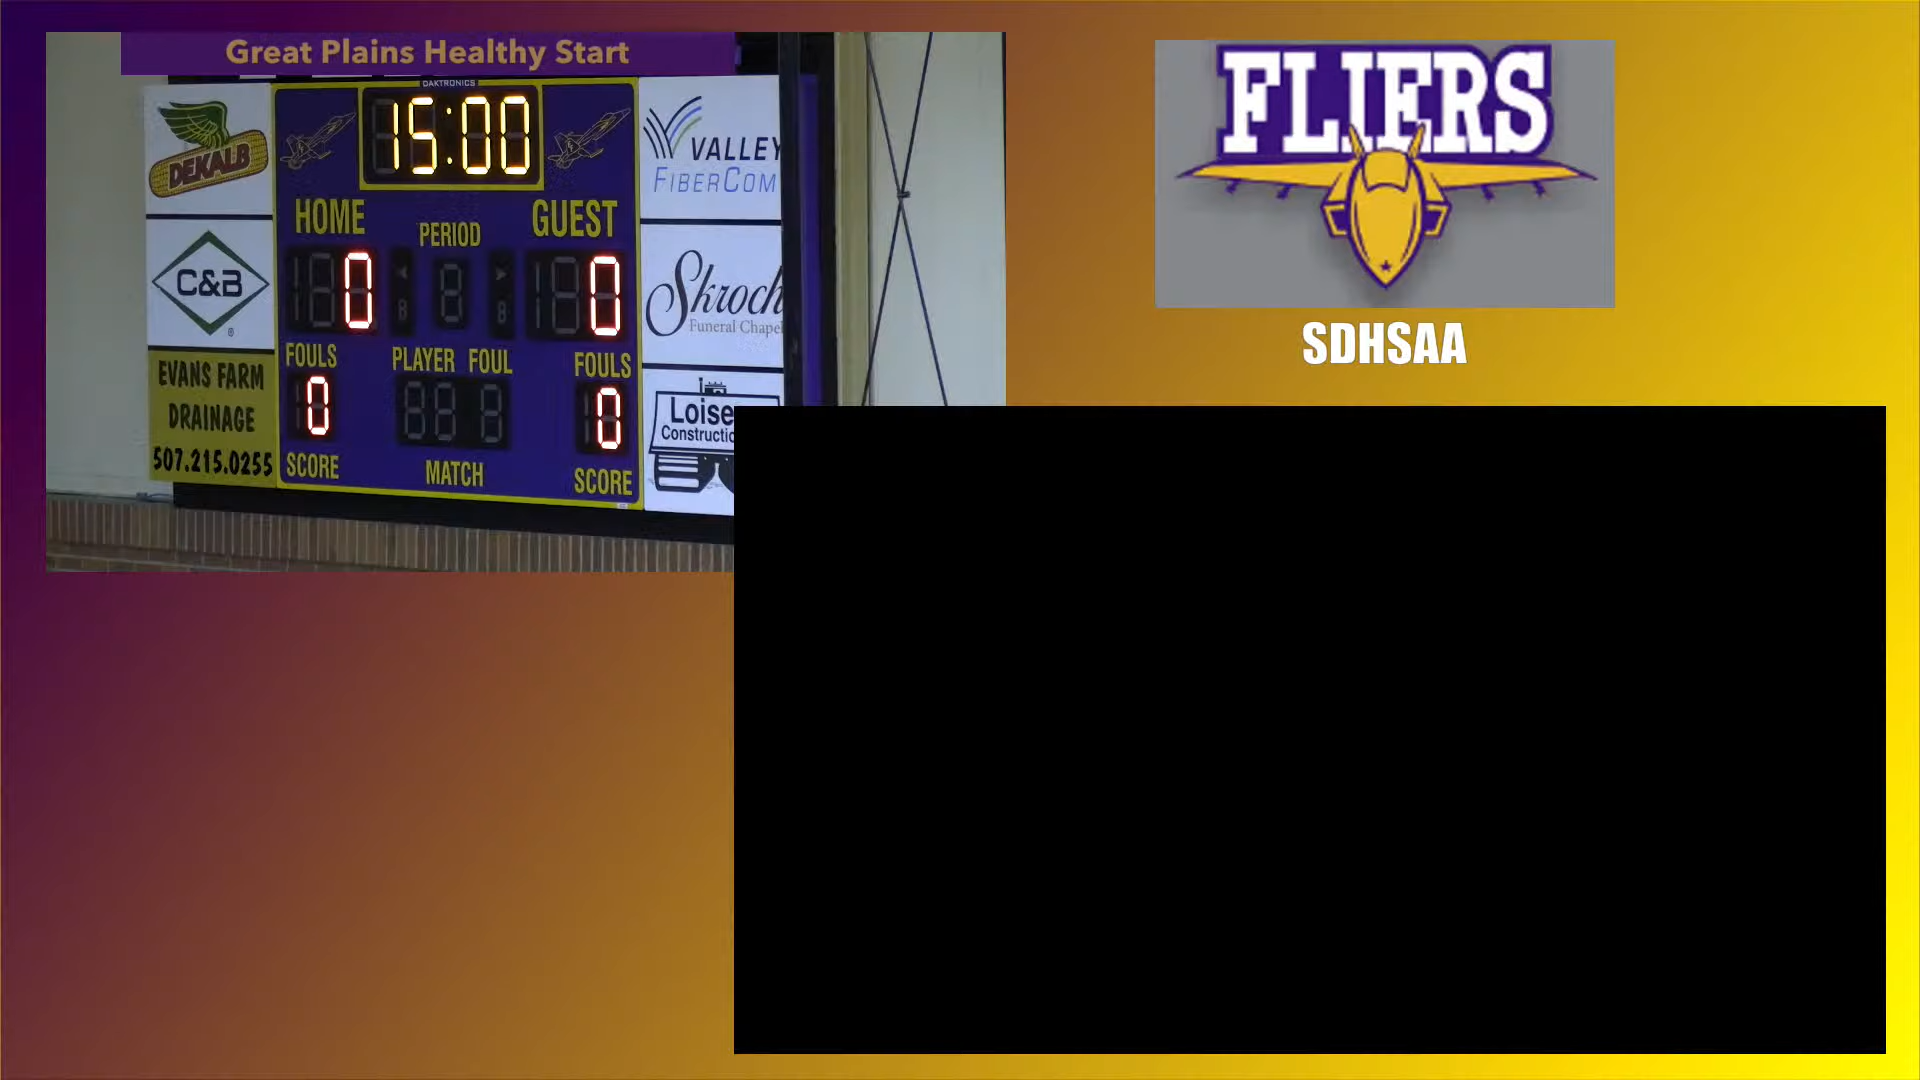 Great Plains Healthy Start
DAKTRONICS
15:00
DEKALB
VALLEY
FIBERCOM
HOME
PERIOD
GUEST
0
0
C&B
®
Skroch
Funeral Chape
FOULS
PLAYER FOUL
FOULS
0
0
EVANS FARM
DRAINAGE
507.215.0255
Loise
Constructio
SCORE
MATCH
SCORE
FLIERS
SDHSAA